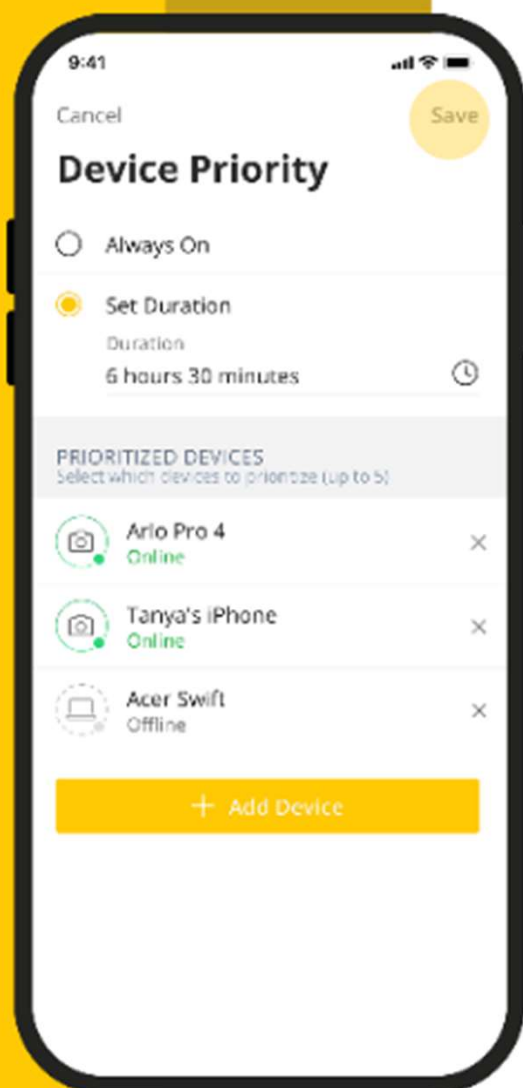 9:41
Cancel
Save
Device Priority
Always On
Set Duration
Duration
6 hours 30 minutes
PRIORITIZED DEVICES
Select which devices to prioritize (up to 5)
Arlo Pro 4
Online
Tanya's iPhone
Online
Acer Swift
Offline
+ Add Device